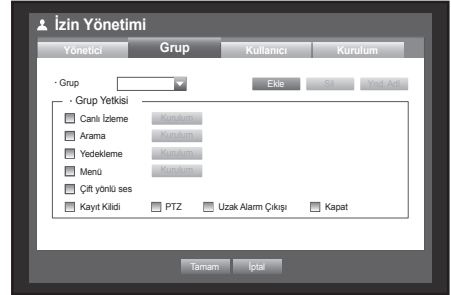 İzin Yönetimi
Yönetici Grup Kullanıcı Kurulum
· Grup Ekle Sil Ynd. Adl
· Grup Yetkisi
Canlı İzleme Kurulum
Arama Kurulum
Yedekleme Kurulum
Menü Kurulum
Çift yönlü ses
Kayıt Kilidi PTZ Uzak Alarm Çıkışı Kapat
Tamam İptal